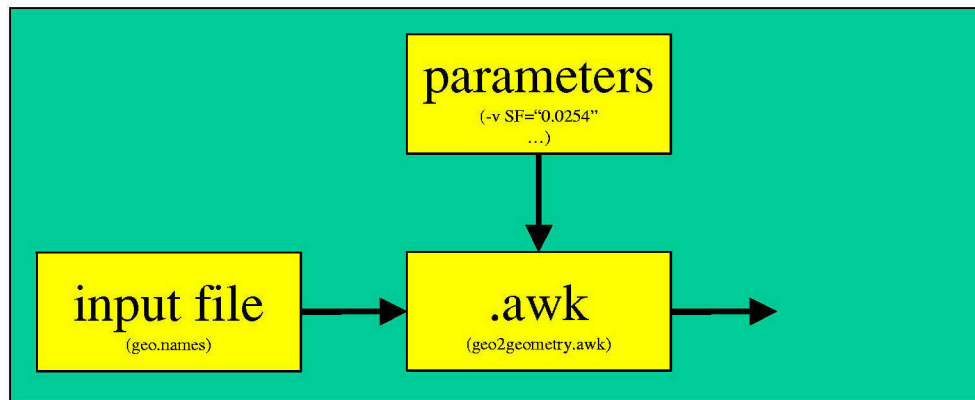 parameters
(-v SF=“0.0254”
…)
input file
(geo.names)
.awk
(geo2geometry.awk)